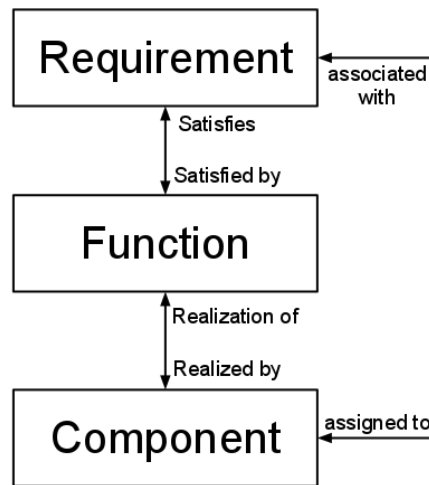 Requirement
associated
with
Satisfies
Satisfied by
Function
Realization of
Realized by
Component
assigned to